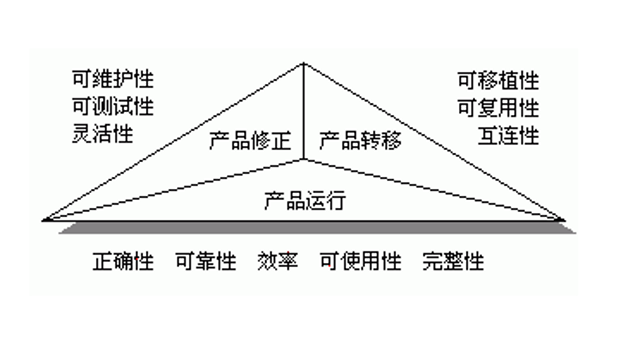 可维护性
可测试性
灵活性
可移植性
可复用性
互连性
产品修正
产品转移
产品运行
正确性 可靠性 效率 可使用性 完整性